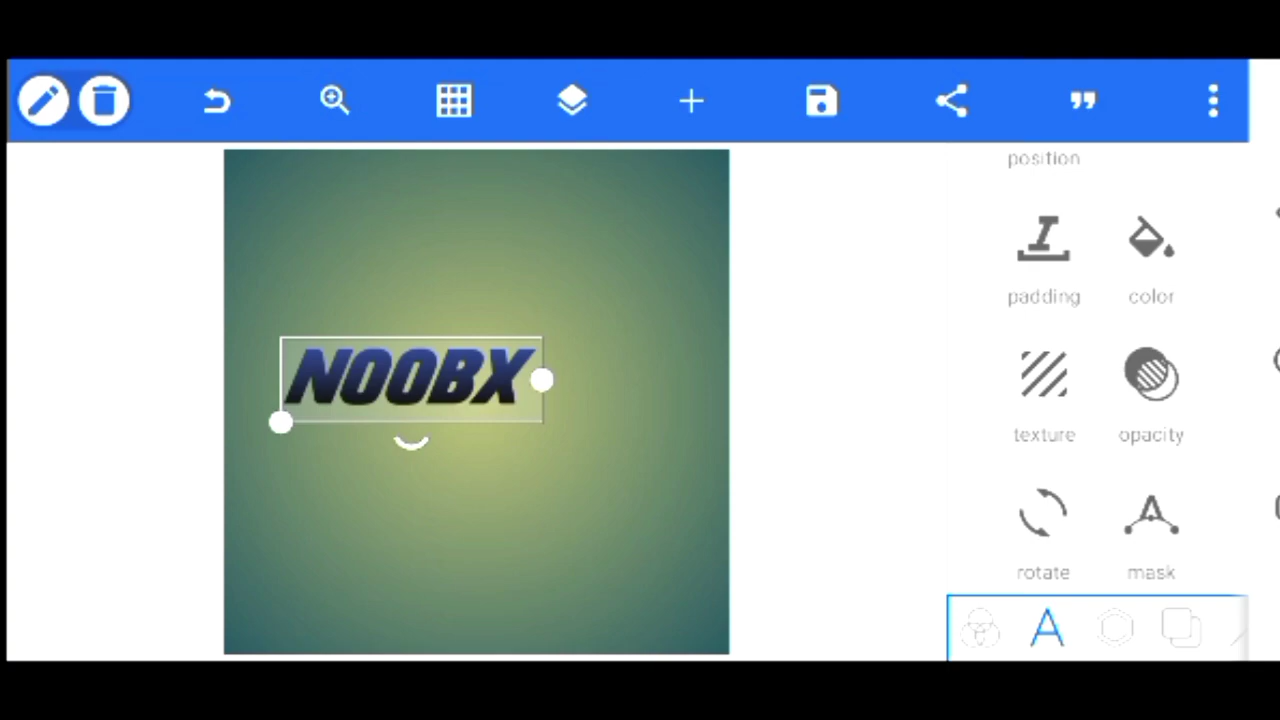 position
NOOBX
padding color
texture opacity
rotate mask